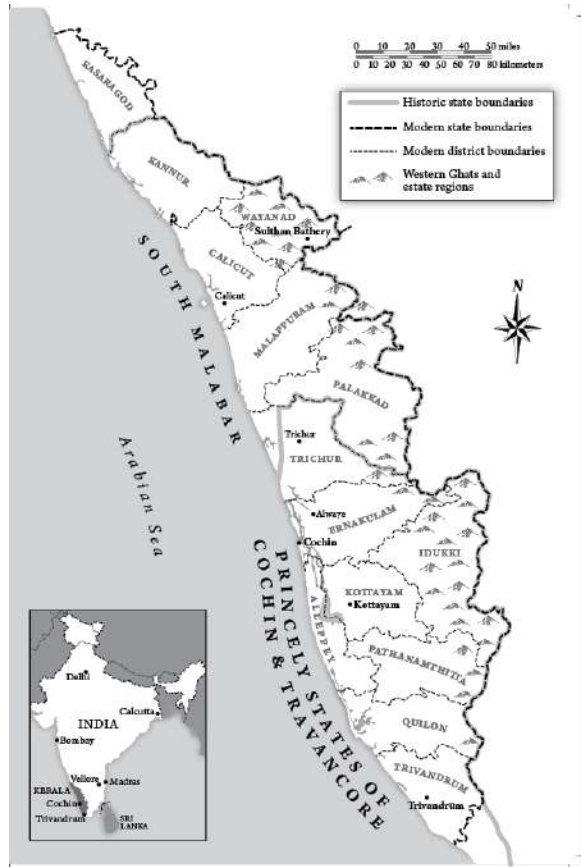 0 10 20 30 40 50 miles
0 10 20 30 40 50 60 70 80 kilometers
Historic state boundaries
Modern state boundaries
Modern district boundaries
Western Ghats and
estate regions
N
KASARAGOD
KANNUR
WAYANAD
Sulthan Bathery
CALICUT
Calicut
MALAPPURAM
SOUTH MALABAR
PALAKKAD
Trichur
TRICHUR
Arabian Sea
Alwaye
ERNAKULAM
Cochin
IDUKKI
PRINCELY STATES OF
COCHIN & TRAVANCORE
ALLEPPEY
KOTTAYAM
Kottayam
PATHANAMTHITTA
QUILON
TRIVANDRUM
Trivandrum
Delhi
INDIA
Calcutta
Bombay
Vellore
Madras
KERALA
Cochin
Trivandrum
SRI
LANKA